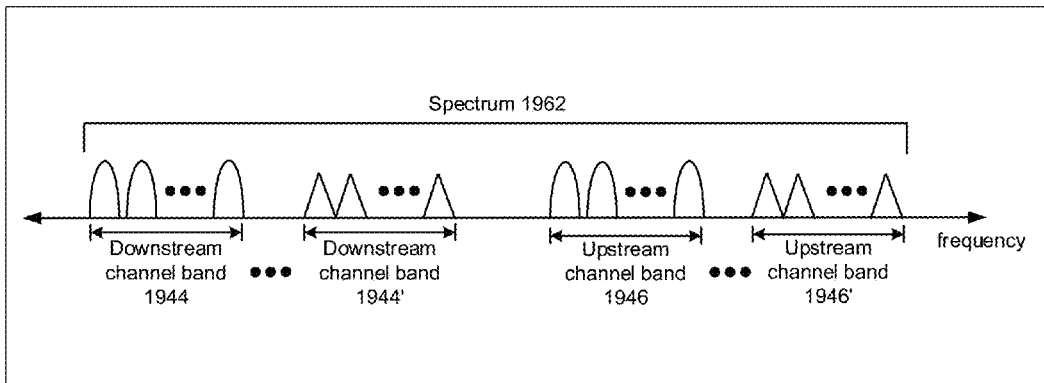 Spectrum 1962
frequency
Downstream
channel band
1944
Downstream
channel band
1944'
Upstream
channel band
1946
Upstream
channel band
1946'